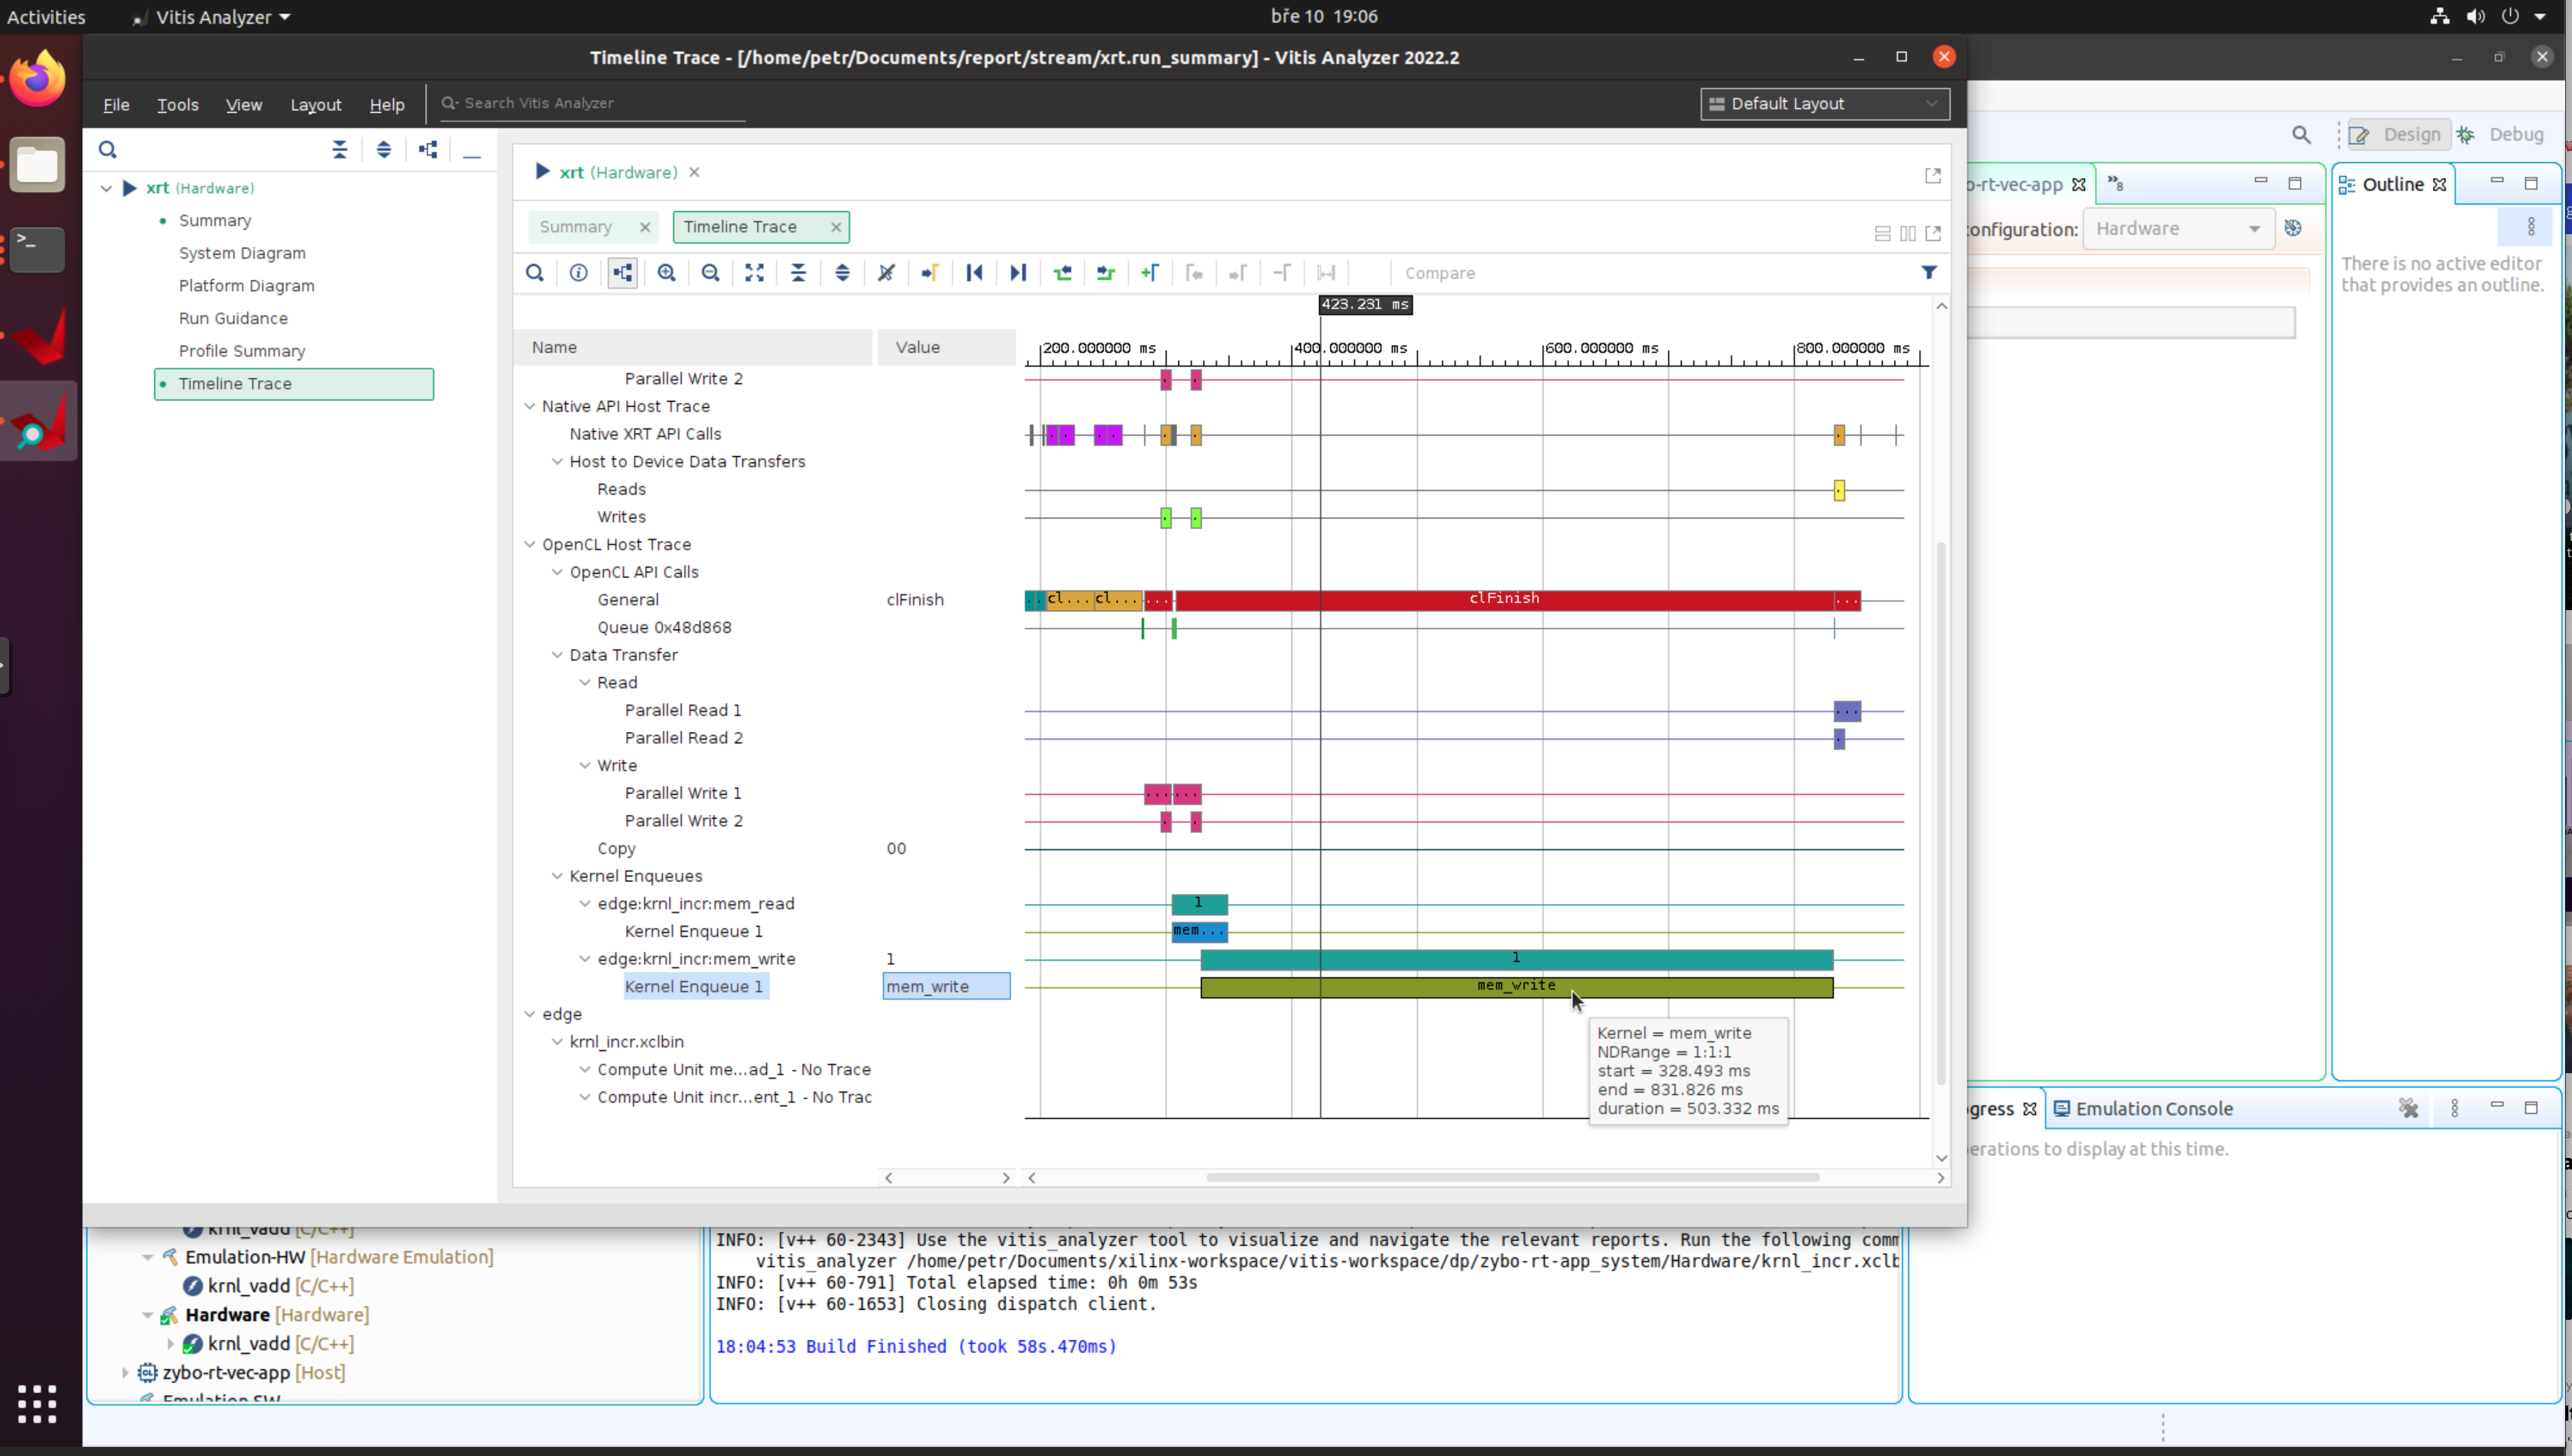 Activities
Vitis Analyzer
bře 10 19:06
Timeline Trace - [/home/petr/Documents/report/stream/xrt.run_summary] - Vitis Analyzer 2022.2
File Tools View Layout Help
Search Vitis Analyzer
Default Layout
xrt (Hardware)
Summary
System Diagram
Platform Diagram
Run Guidance
Profile Summary
Timeline Trace
xrt (Hardware)
Summary
Timeline Trace
Compare
423.231 ms
Name Value
200.000000 ms 400.000000 ms 600.000000 ms 800.000000 ms
Parallel Write 2
Native API Host Trace
Native XRT API Calls
Host to Device Data Transfers
Reads
Writes
OpenCL Host Trace
OpenCL API Calls
General clFinish cl... cl... ... clFinish ...
Queue 0x48d868
Data Transfer
Read
Parallel Read 1 ...
Parallel Read 2
Write
Parallel Write 1 ... ...
Parallel Write 2
Copy 00
Kernel Enqueues
edge:krnl_incr:mem_read 1
Kernel Enqueue 1 mem...
edge:krnl_incr:mem_write 1 1
Kernel Enqueue 1 mem_write mem_write
edge
krnl_incr.xclbin
Compute Unit me...ad_1 - No Trace
Compute Unit incr...ent_1 - No Trac
Kernel = mem_write
NDRange = 1:1:1
start = 328.493 ms
end = 831.826 ms
duration = 503.332 ms
Design
Debug
o-rt-vec-app
»8
Outline
onfiguration: Hardware
There is no active editor
that provides an outline.
gress
Emulation Console
erations to display at this time.
krnl_vadd [C/C++]
Emulation-HW [Hardware Emulation]
krnl_vadd [C/C++]
Hardware [Hardware]
krnl_vadd [C/C++]
zybo-rt-vec-app [Host]
Emulation-SW
INFO: [v++ 60-2343] Use the vitis_analyzer tool to visualize and navigate the relevant reports. Run the following comm
vitis_analyzer /home/petr/Documents/xilinx-workspace/vitis-workspace/dp/zybo-rt-app_system/Hardware/krnl_incr.xclb
INFO: [v++ 60-791] Total elapsed time: 0h 0m 53s
INFO: [v++ 60-1653] Closing dispatch client.
18:04:53 Build Finished (took 58s.470ms)